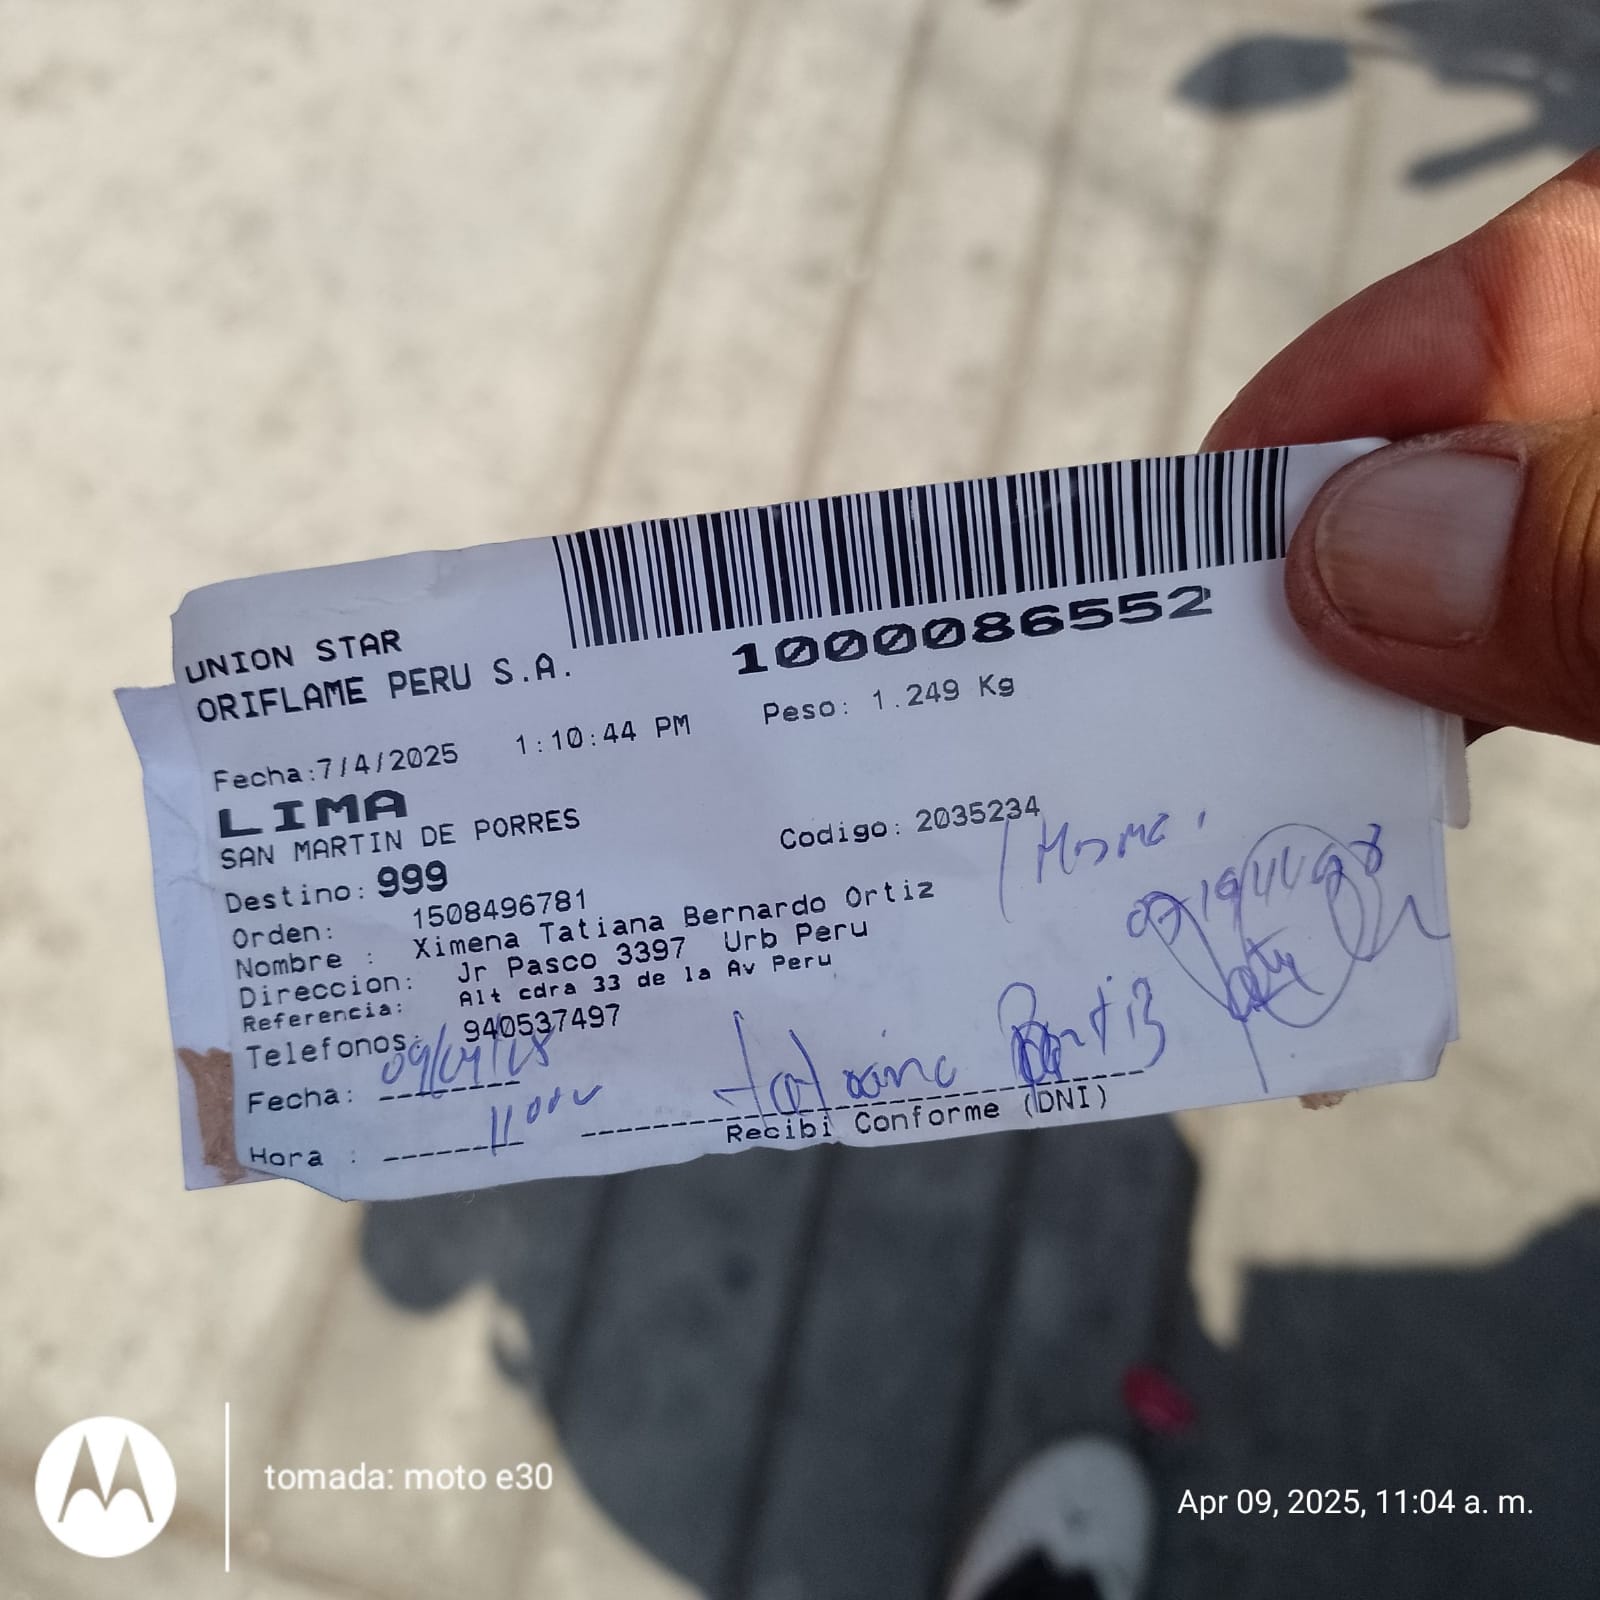 UNION STAR
ORIFLAME PERU S.A.
1000086552
Fecha:7/4/2025 1:10:44 PM Peso: 1.249 Kg
LIMA
SAN MARTIN DE PORRES
Codigo: 2035234
Destino: 999
Orden: 1508496781
Nombre : Ximena Tatiana Bernardo Ortiz
Direccion: Jr Pasco 3397 Urb Peru
Referencia: Alt cdra 33 de la Av Peru
Telefonos: 940537497
Fecha: 09/04/25
Hora :
Recibi Conforme (DNI)
tomada: moto e30
Apr 09, 2025, 11:04 a. m.